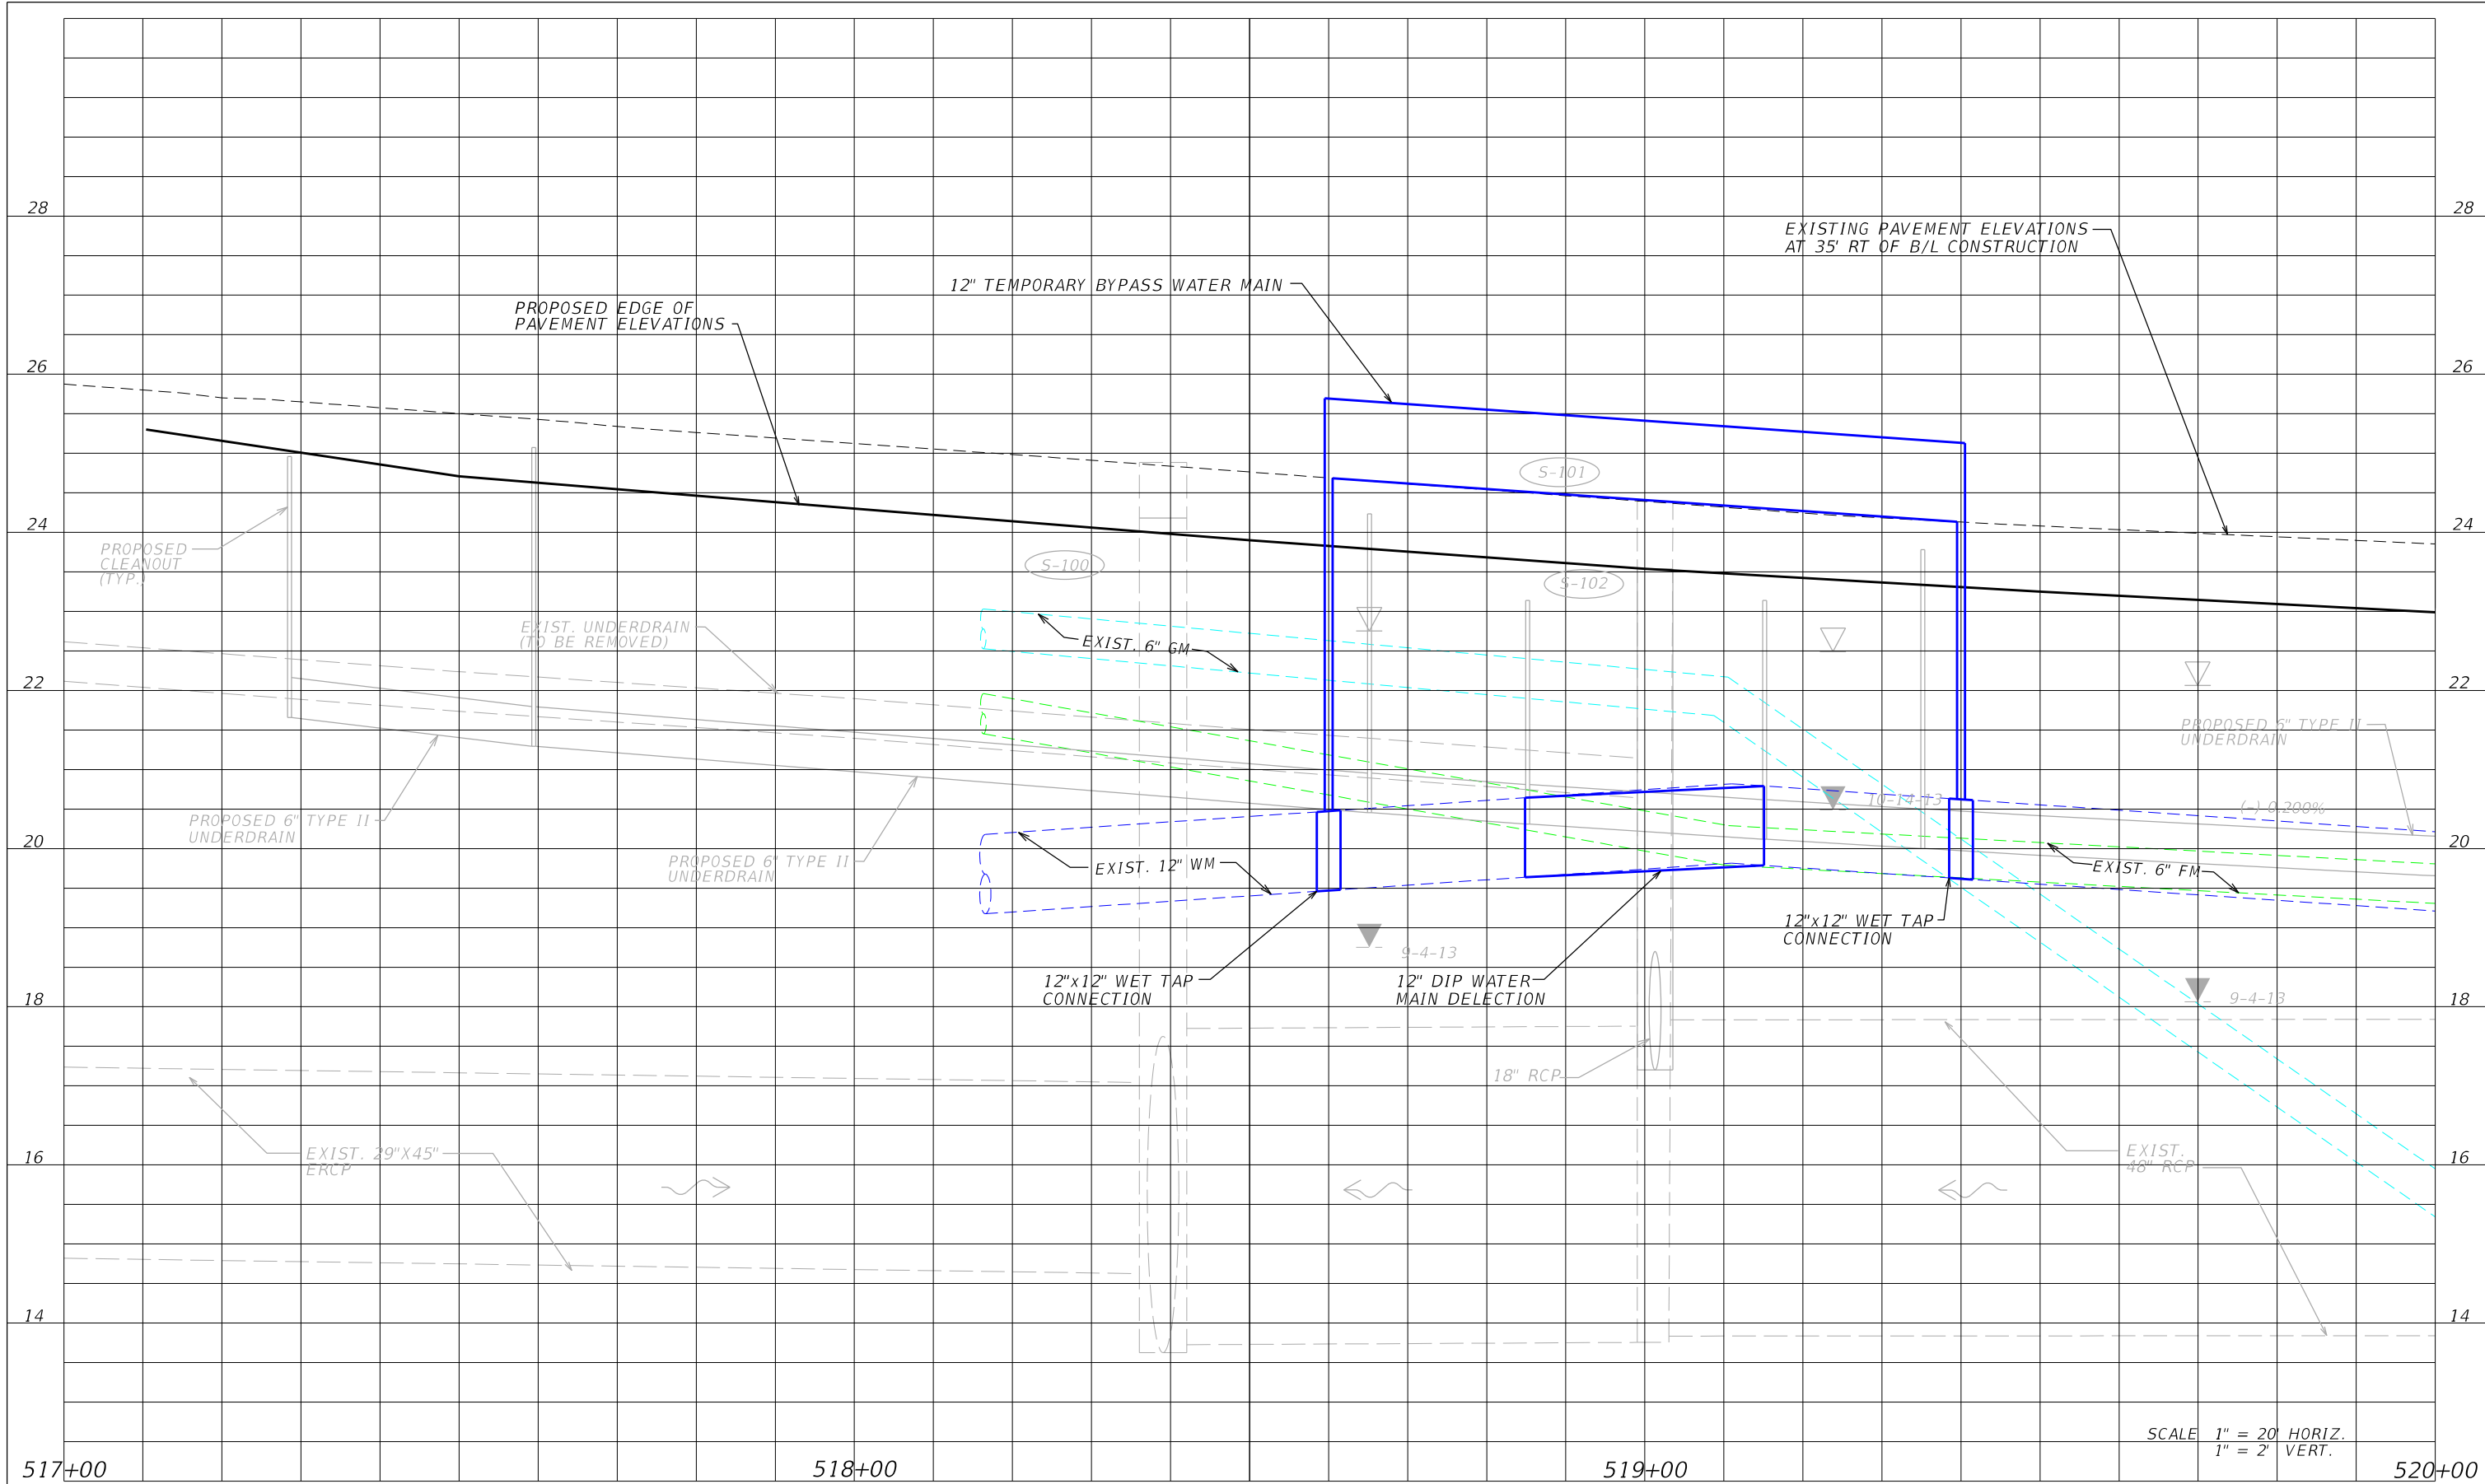 28
28
EXISTING PAVEMENT ELEVATIONS
AT 35' RT OF B/L CONSTRUCTION
12" TEMPORARY BYPASS WATER MAIN
PROPOSED EDGE OF
PAVEMENT ELEVATIONS
26
26
S-101
24
24
PROPOSED
CLEANOUT
(TYP.)
S-100
S-102
EXIST. UNDERDRAIN
(TO BE REMOVED)
EXIST. 6" GM
22
22
PROPOSED 6" TYPE II
UNDERDRAIN
10-14-13
(-) 0.200%
PROPOSED 6" TYPE II
UNDERDRAIN
20
20
PROPOSED 6" TYPE II
UNDERDRAIN
EXIST. 12" WM
EXIST. 6" FM
12"x12" WET TAP
CONNECTION
9-4-13
12"x12" WET TAP
CONNECTION
12" DIP WATER
MAIN DELECTION
18
18
9-4-13
18" RCP
EXIST. 29"X45"
ERCP
16
16
EXIST.
48" RCP
14
14
SCALE 1" = 20' HORIZ.
1" = 2' VERT.
517+00
518+00
519+00
520+00